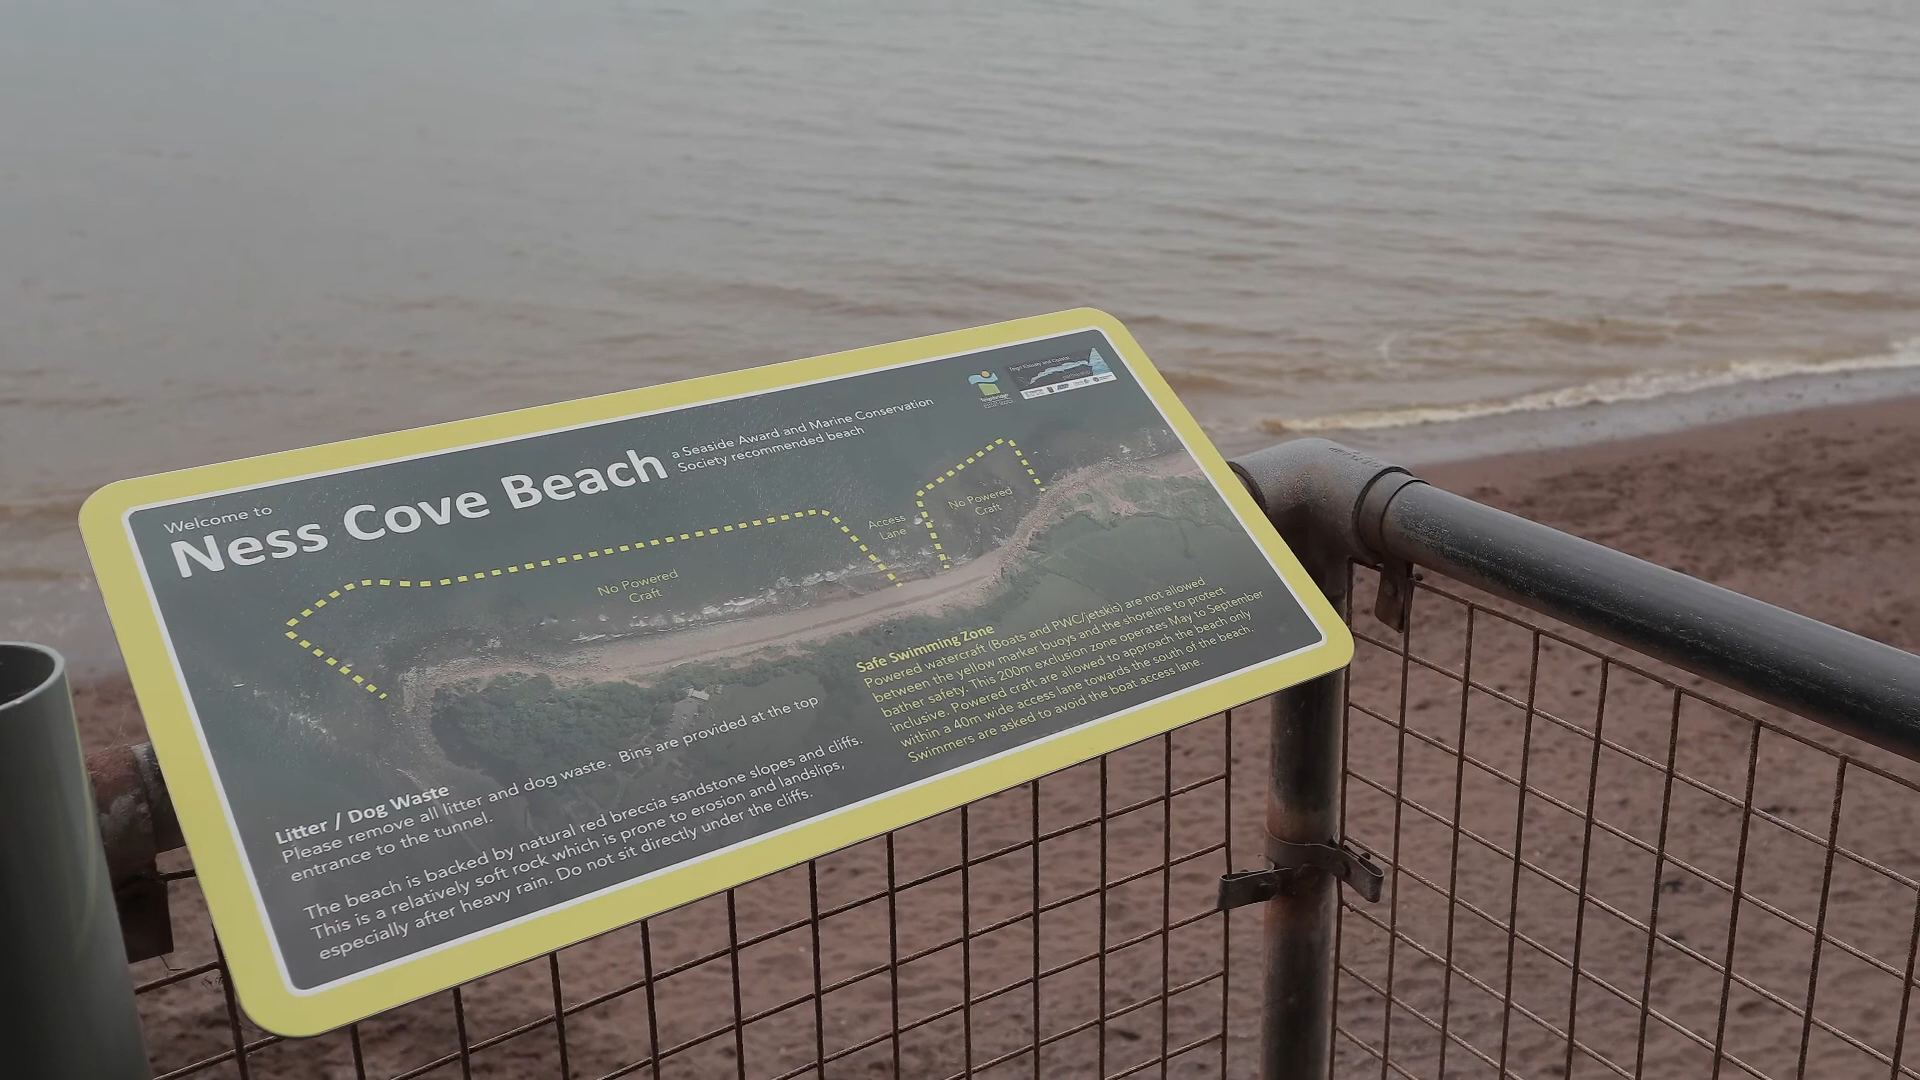 Welcome to
Ness Cove Beach
a Seaside Award and Marine Conservation
Society recommended beach
Teignbridge
No Powered
Craft
Access
Lane
No Powered
Craft
Safe Swimming Zone
Powered watercraft (Boats and PWC/jetskis) are not allowed
between the yellow marker buoys and the shoreline to protect
bather safety. This 200m exclusion zone operates May to September
inclusive. Powered craft are allowed to approach the beach only
within a 40m wide access lane towards the south of the beach.
Swimmers are asked to avoid the boat access lane.
Litter / Dog Waste
Please remove all litter and dog waste. Bins are provided at the top
entrance to the tunnel.
The beach is backed by natural red breccia sandstone slopes and cliffs.
This is a relatively soft rock which is prone to erosion and landslips,
especially after heavy rain. Do not sit directly under the cliffs.